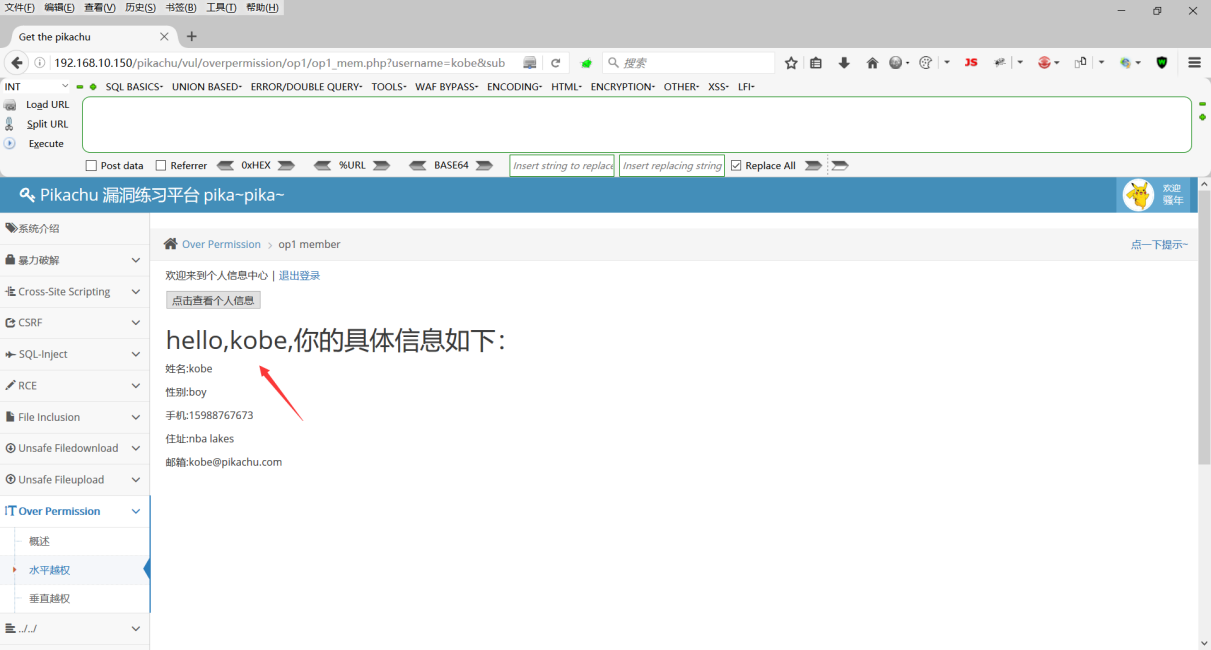 文件(F) 编辑(E) 查看(V) 历史(S) 书签(B) 工具(T) 帮助(H)
Get the pikachu
192.168.10.150/pikachu/vul/overpermission/op1/op1_mem.php?username=kobe&sub
搜索
JS
INT
SQL BASICS
UNION BASED
ERROR/DOUBLE QUERY
TOOLS
WAF BYPASS
ENCODING
HTML
ENCRYPTION
OTHER
XSS
LFI
Load URL
Split URL
Execute
Post data
Referrer
0xHEX
%URL
BASE64
Insert string to replace
Insert replacing string
Replace All
Pikachu 漏洞练习平台 pika~pika~
欢迎
骚年
系统介绍
暴力破解
Cross-Site Scripting
CSRF
SQL-Inject
RCE
File Inclusion
Unsafe Filedownload
Unsafe Fileupload
Over Permission
概述
水平越权
垂直越权
../../
Over Permission
op1 member
点一下提示~
欢迎来到个人信息中心 | 退出登录
点击查看个人信息
hello,kobe,你的具体信息如下：
姓名:kobe
性别:boy
手机:15988767673
住址:nba lakes
邮箱:kobe@pikachu.com